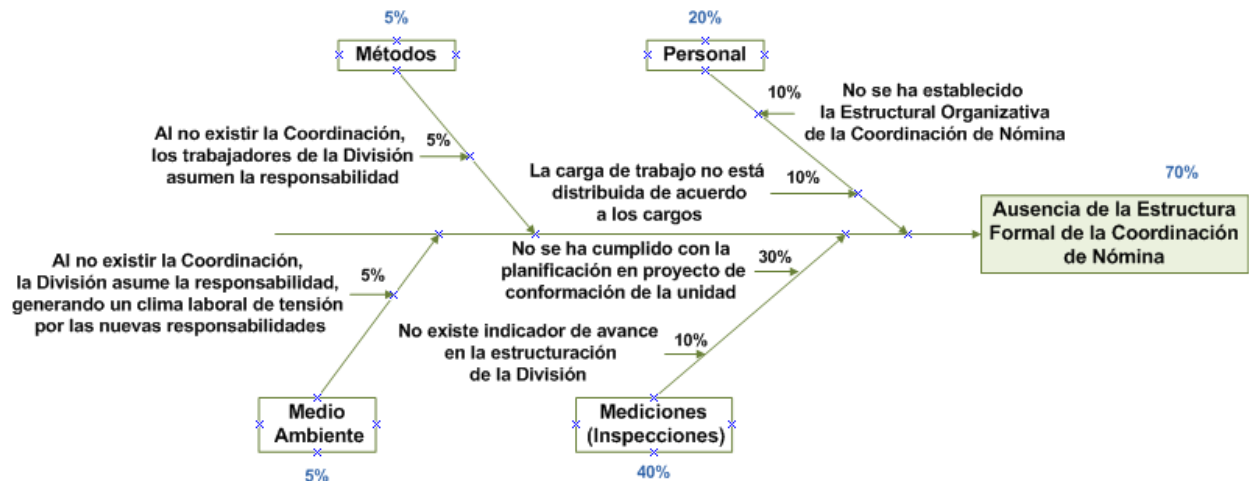 5%
Métodos
20%
Personal
10%
No se ha establecido
la Estructural Organizativa
de la Coordinación de Nómina
Al no existir la Coordinación,
los trabajadores de la División
asumen la responsabilidad
5%
La carga de trabajo no está
distribuida de acuerdo
a los cargos
10%
70%
Ausencia de la Estructura
Formal de la Coordinación
de Nómina
Al no existir la Coordinación,
la División asume la responsabilidad,
generando un clima laboral de tensión
por las nuevas responsabilidades
5%
No se ha cumplido con la
planificación en proyecto de
conformación de la unidad
30%
No existe indicador de avance
en la estructuración
de la División
10%
Medio
Ambiente
5%
Mediciones
(Inspecciones)
40%